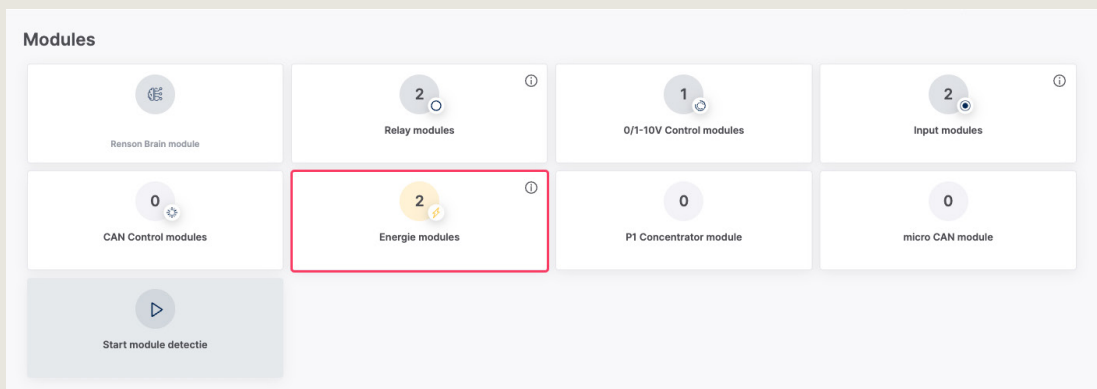 Modules
Renson Brain module
2
Relay modules
1
0/1-10V Control modules
2
Input modules
0
CAN Control modules
2
Energie modules
0
P1 Concentrator module
0
micro CAN module
Start module detectie